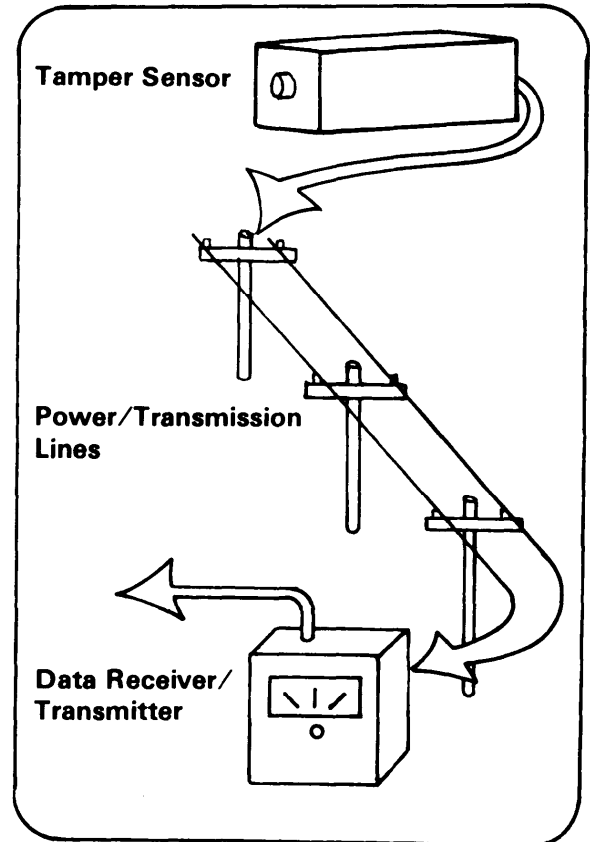 Tamper Sensor
Power/Transmission
Lines
Data Receiver/
Transmitter